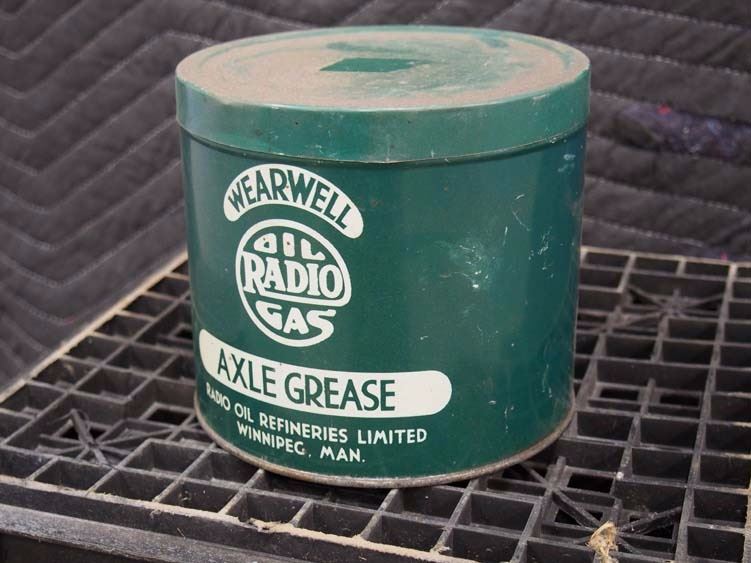 WEARWELL
OIL
RADIO
GAS
AXLE GREASE
RADIO OIL REFINERIES LIMITED
WINNIPEG, MAN.